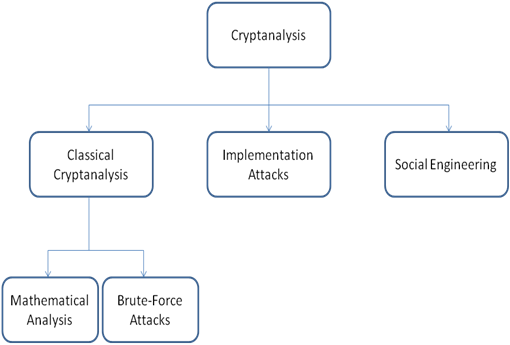 Cryptanalysis
Classical
Cryptanalysis
Implementation
Attacks
Social Engineering
Mathematical
Analysis
Brute-Force
Attacks